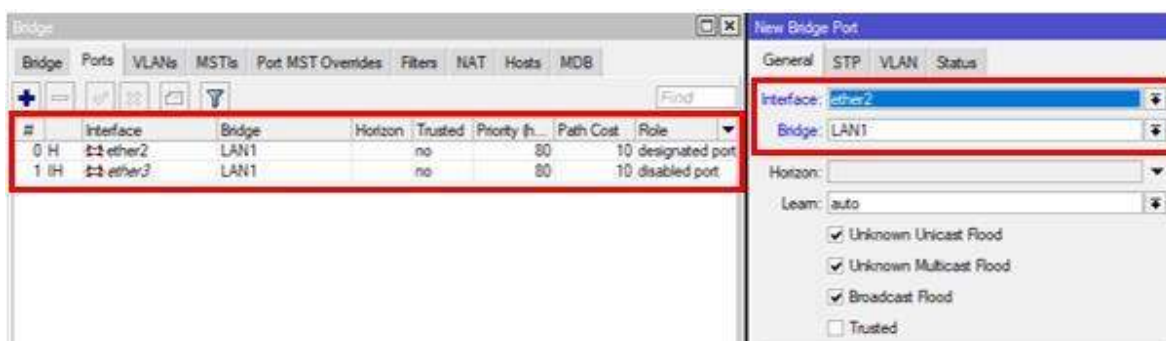 Bridge
Bridge Ports VLANs MSTIs Port MST Overrides Filters NAT Hosts MDB
Find
# Interface Bridge Horizon Trusted Priority (h... Path Cost Role
0 H ether2 LAN1 no 80 10 designated port
1 IH ether3 LAN1 no 80 10 disabled port
New Bridge Port
General STP VLAN Status
Interface: ether2
Bridge: LAN1
Horizon:
Learn: auto
Unknown Unicast Flood
Unknown Multicast Flood
Broadcast Flood
Trusted